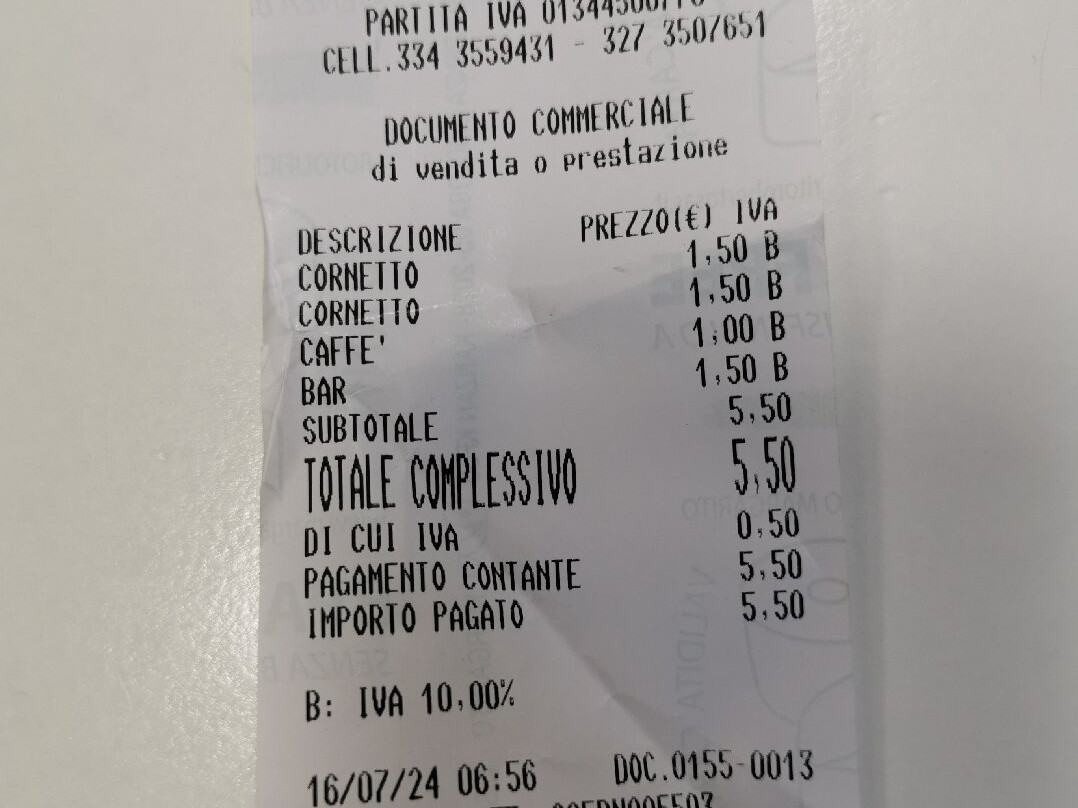 PARTITA IVA
CELL.334 3559431 - 327 3507651
DOCUMENTO COMMERCIALE
di vendita o prestazione
DESCRIZIONE PREZZO(€) IVA
CORNETTO 1,50 B
CORNETTO 1,50 B
CAFFE' 1,00 B
BAR 1,50 B
SUBTOTALE 5,50
TOTALE COMPLESSIVO 5,50
DI CUI IVA 0,50
PAGAMENTO CONTANTE 5,50
IMPORTO PAGATO 5,50
B: IVA 10,00%
16/07/24 06:56 DOC.0155-0013